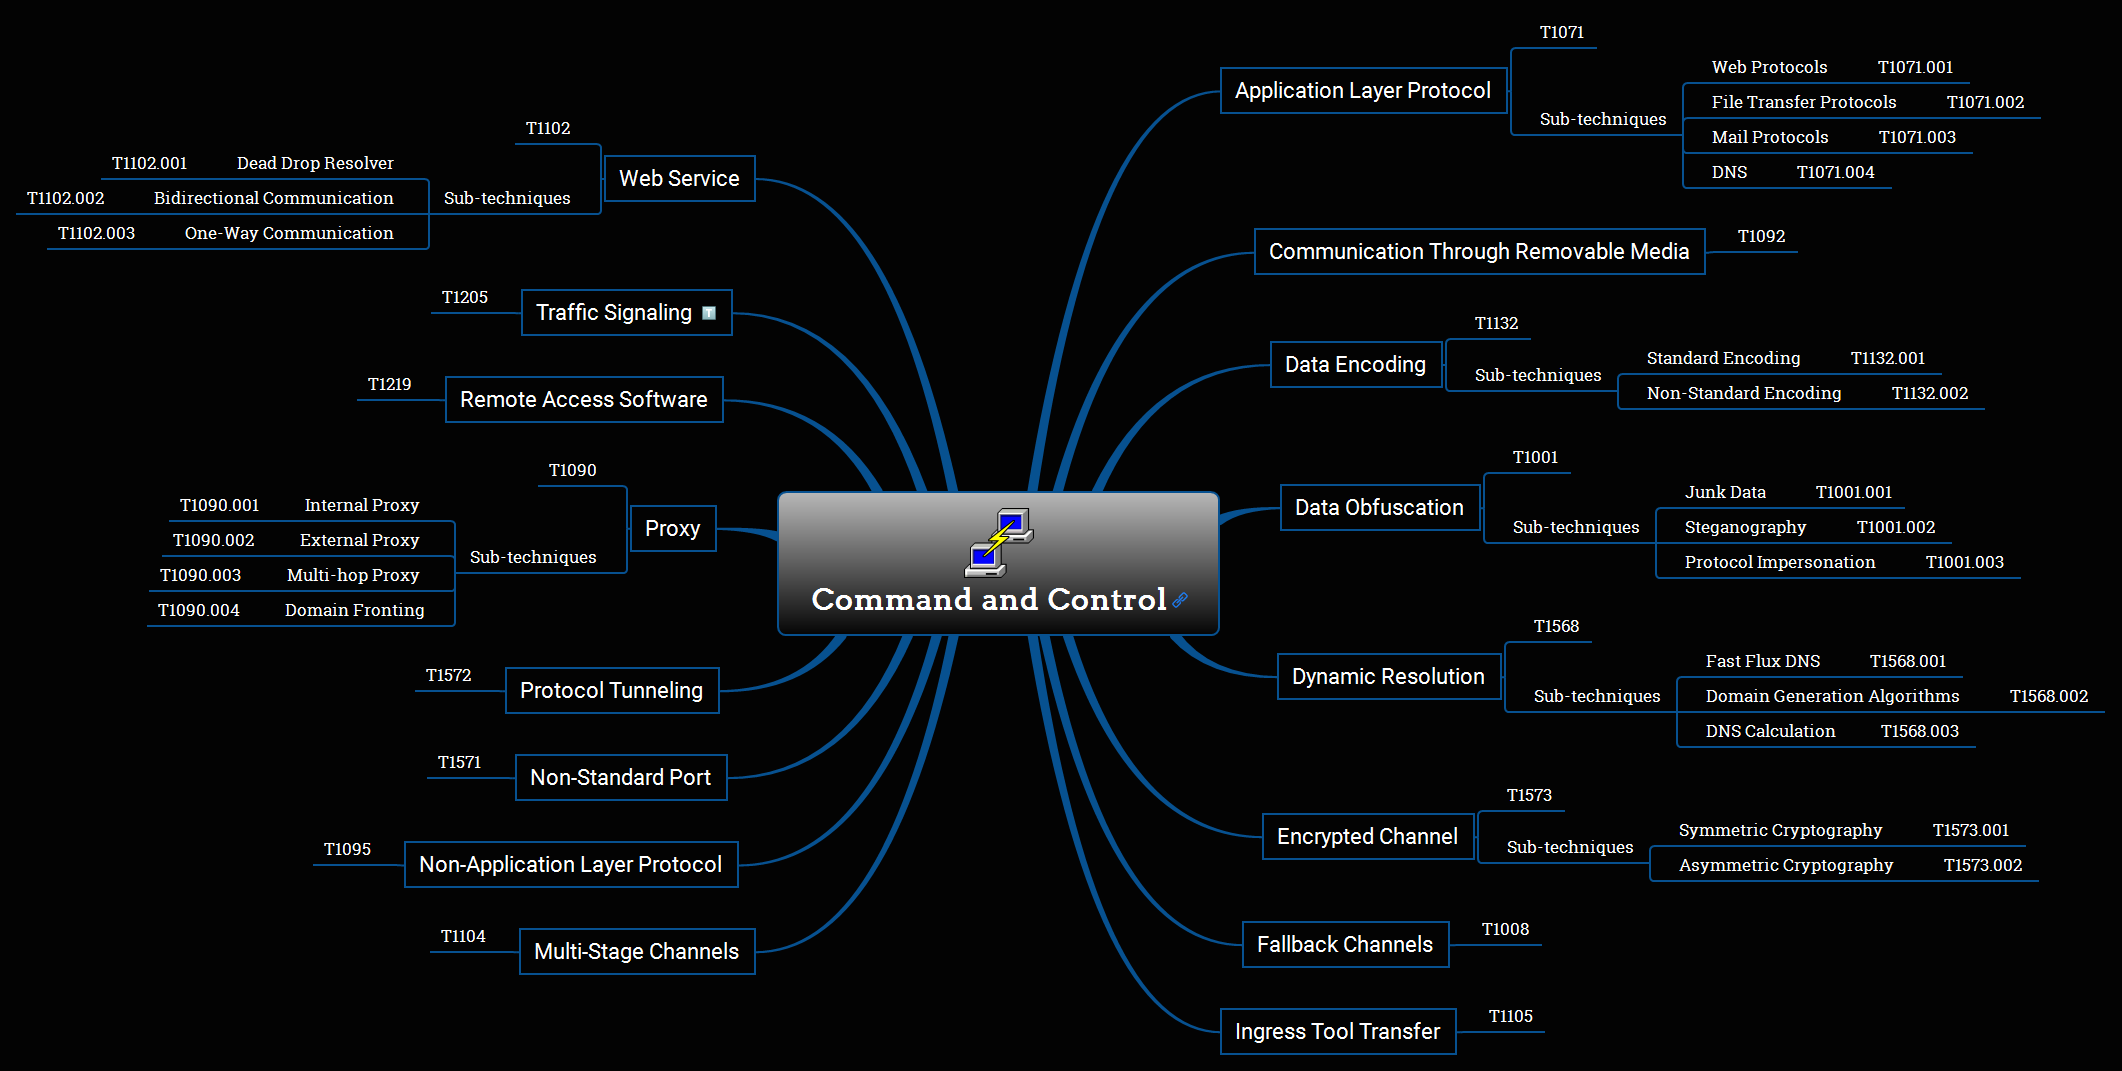 Command and Control
Application Layer Protocol
T1071
Sub-techniques
Web Protocols T1071.001
File Transfer Protocols T1071.002
Mail Protocols T1071.003
DNS T1071.004
Communication Through Removable Media
T1092
Data Encoding
T1132
Sub-techniques
Standard Encoding T1132.001
Non-Standard Encoding T1132.002
Data Obfuscation
T1001
Sub-techniques
Junk Data T1001.001
Steganography T1001.002
Protocol Impersonation T1001.003
Dynamic Resolution
T1568
Sub-techniques
Fast Flux DNS T1568.001
Domain Generation Algorithms T1568.002
DNS Calculation T1568.003
Encrypted Channel
T1573
Sub-techniques
Symmetric Cryptography T1573.001
Asymmetric Cryptography T1573.002
Fallback Channels
T1008
Ingress Tool Transfer
T1105
Web Service
T1102
Sub-techniques
T1102.001 Dead Drop Resolver
T1102.002 Bidirectional Communication
T1102.003 One-Way Communication
Traffic Signaling T
T1205
Remote Access Software
T1219
Proxy
T1090
Sub-techniques
T1090.001 Internal Proxy
T1090.002 External Proxy
T1090.003 Multi-hop Proxy
T1090.004 Domain Fronting
Protocol Tunneling
T1572
Non-Standard Port
T1571
Non-Application Layer Protocol
T1095
Multi-Stage Channels
T1104